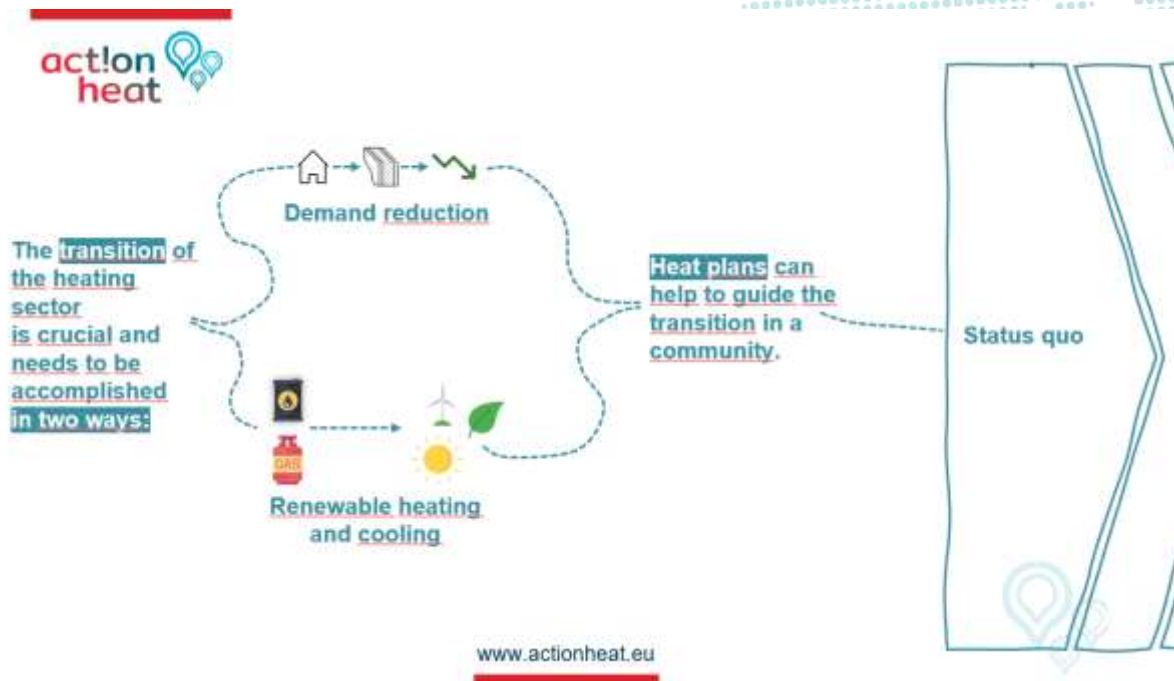 act!on
heat
Demand reduction
The transition of
the heating
sector
is crucial and
needs to be
accomplished
in two ways:
Heat plans can
help to guide the
transition in a
community.
Status quo
GAS
Renewable heating
and cooling
www.actionheat.eu